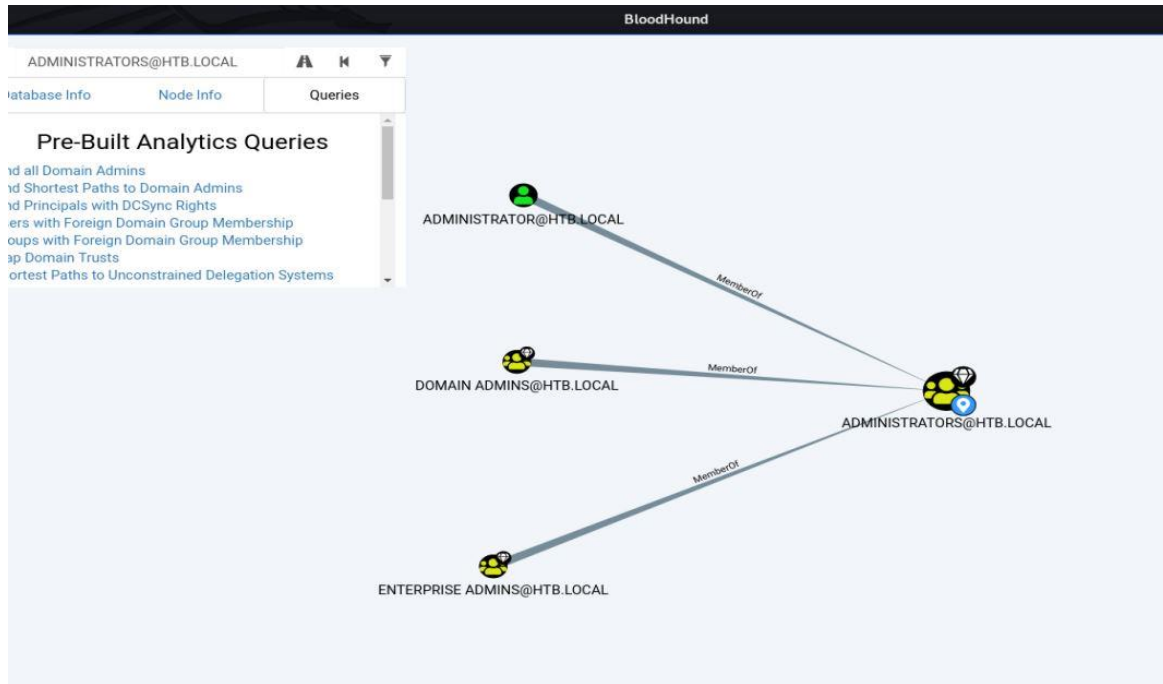 BloodHound
ADMINISTRATORS@HTB.LOCAL
atabase Info Node Info Queries
Pre-Built Analytics Queries
nd all Domain Admins
nd Shortest Paths to Domain Admins
nd Principals with DCSync Rights
ers with Foreign Domain Group Membership
oups with Foreign Domain Group Membership
ap Domain Trusts
ortest Paths to Unconstrained Delegation Systems
ADMINISTRATOR@HTB.LOCAL
MemberOf
DOMAIN ADMINS@HTB.LOCAL
MemberOf
ADMINISTRATORS@HTB.LOCAL
MemberOf
ENTERPRISE ADMINS@HTB.LOCAL